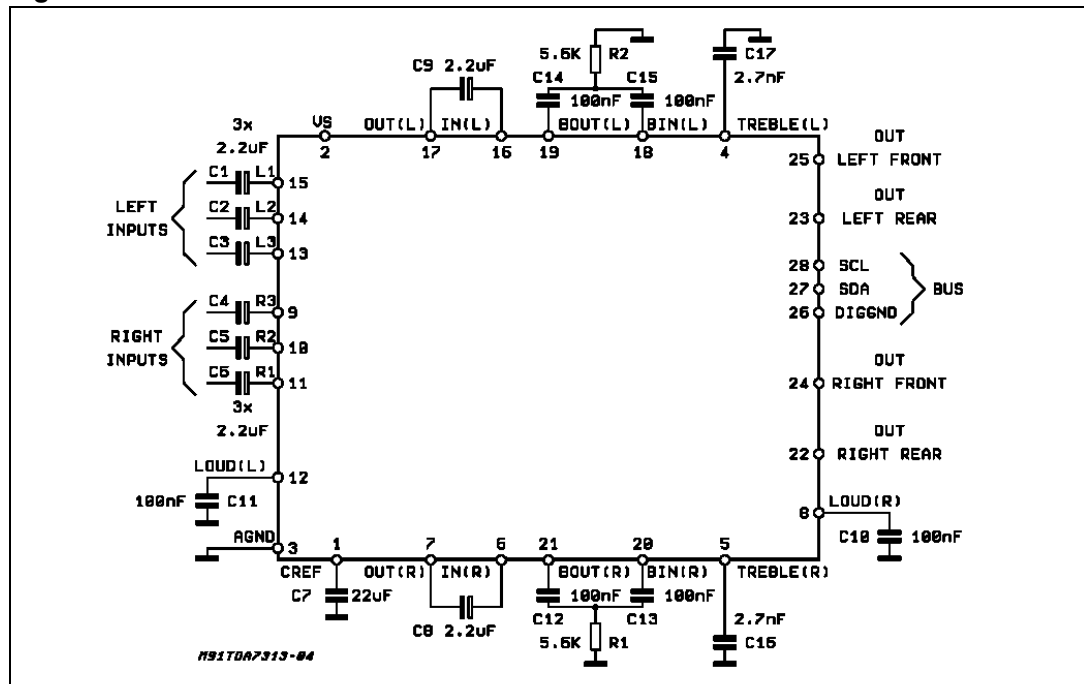 C9 2.2uF
5.6K R2
C14 C15
100nF 100nF
C17
2.7nF
3x
2.2uF
VS
OUT(L) IN(L) BOUT(L) BIN(L) TREBLE(L)
2 17 16 19 18 4
C1 L1 15
C2 L2 14
C3 L3 13
LEFT
INPUTS
C4 R3 9
C5 R2 10
C6 R1 11
RIGHT
INPUTS
3x
2.2uF
LOUD(L)
12
100nF C11
AGND
3
OUT
25 LEFT FRONT
OUT
23 LEFT REAR
28 SCL
27 SDA
26 DIGGND
BUS
OUT
24 RIGHT FRONT
OUT
22 RIGHT REAR
LOUD(R)
8
C10 100nF
1 7 6 21 20 5
CREF OUT(R) IN(R) BOUT(R) BIN(R) TREBLE(R)
C7 22uF
100nF 100nF
C12 C13
C8 2.2uF
5.6K R1
2.7nF
C16
M91TDA7313-04